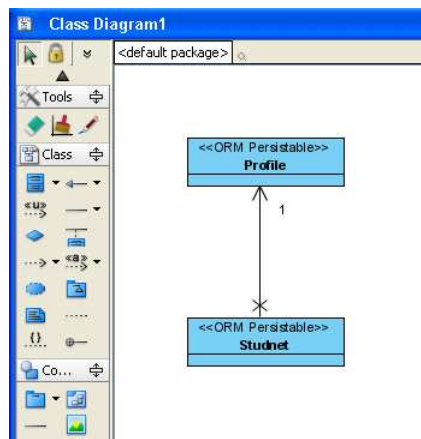 Class Diagram1
<default package>
Tools
Class
<<u>>
<<a>>
{}
Co...
<<ORM Persistable>>
Profile
1
<<ORM Persistable>>
Studnet